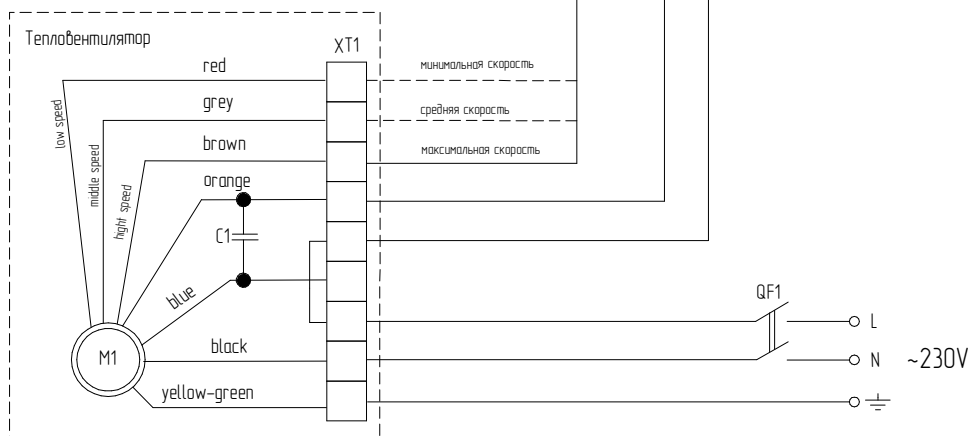 Тепловентилятор
XT1
red
минимальная скорость
low speed
grey
средняя скорость
middle speed
brown
максимальная скорость
hight speed
orange
C1
blue
QF1
L
M1
black
N ~230V
yellow-green